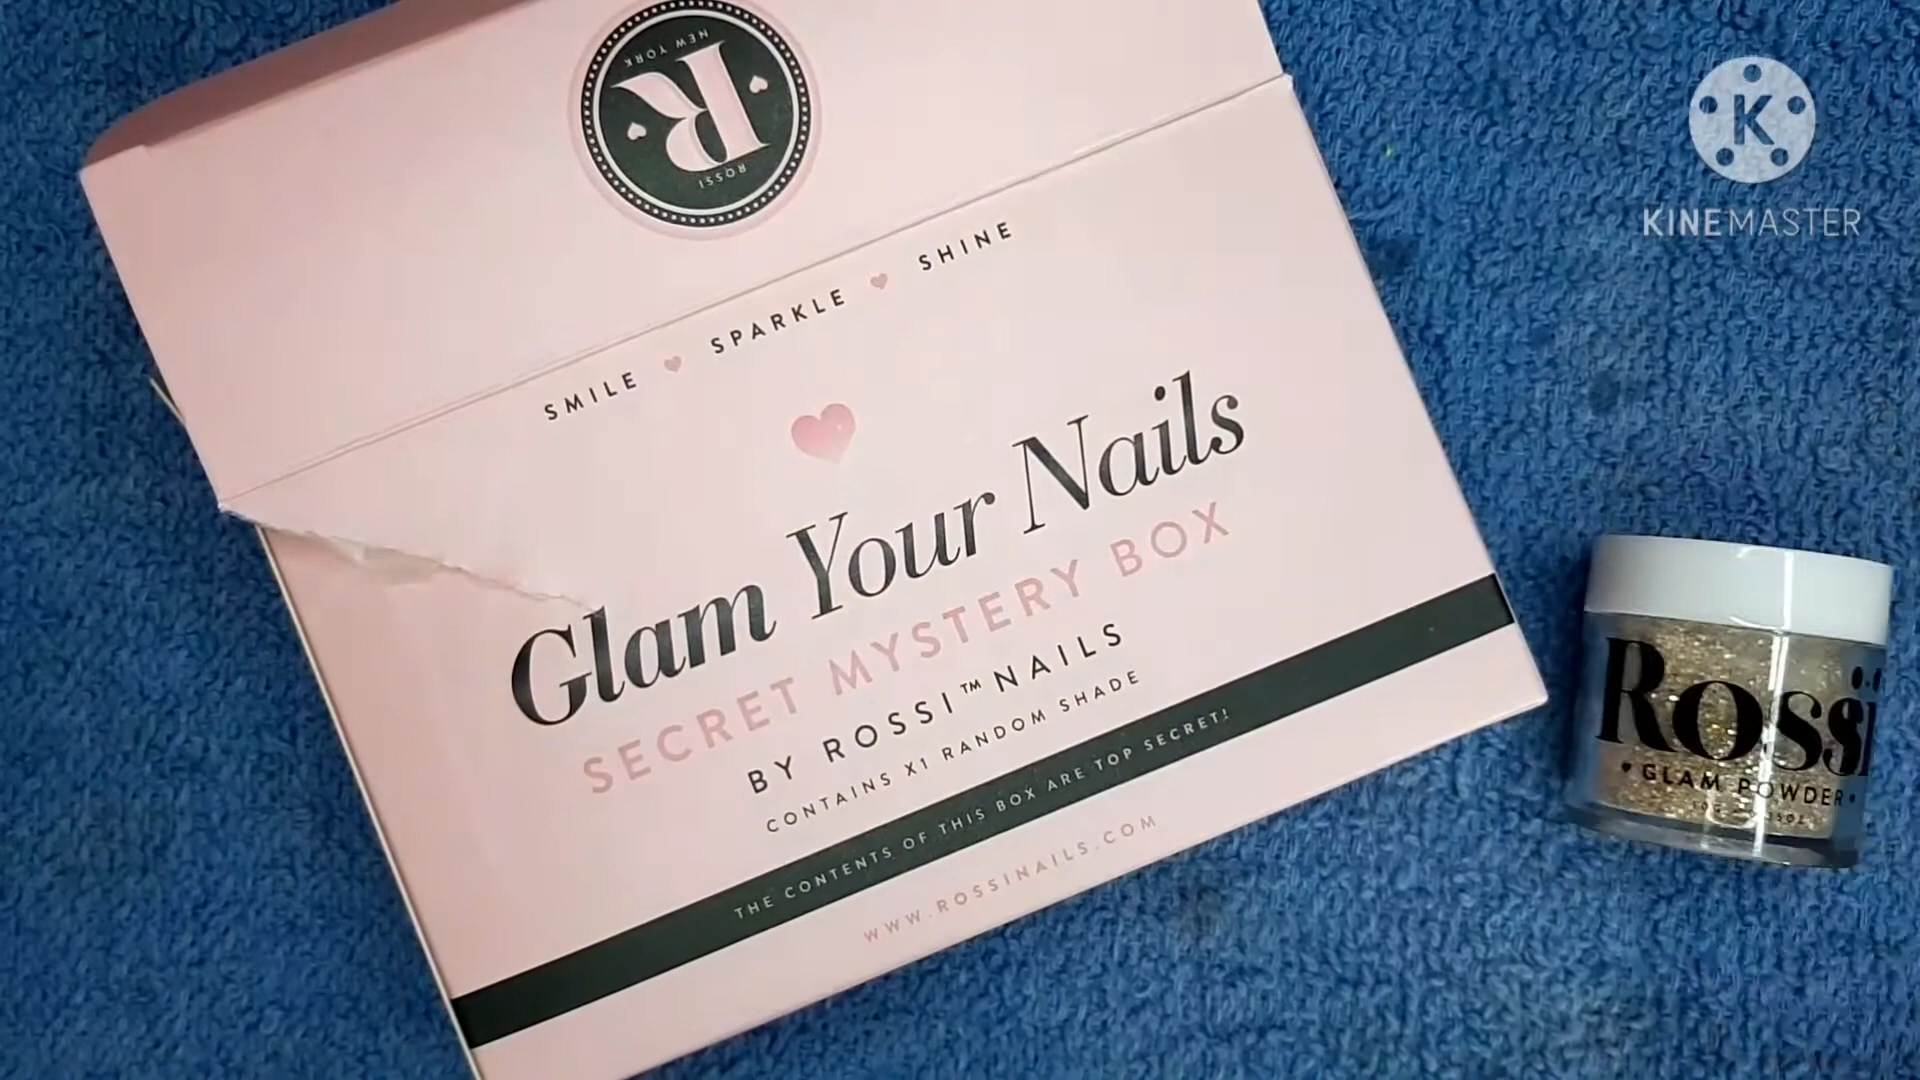 NEW YORK
R
ROSSI
K
KINEMASTER
SMILE SPARKLE SHINE
Glam Your Nails
SECRET MYSTERY BOX
BY ROSSI™ NAILS
CONTAINS X1 RANDOM SHADE
THE CONTENTS OF THIS BOX ARE TOP SECRET!
WWW.ROSSINAILS.COM
Rossi
GLAM POWDER